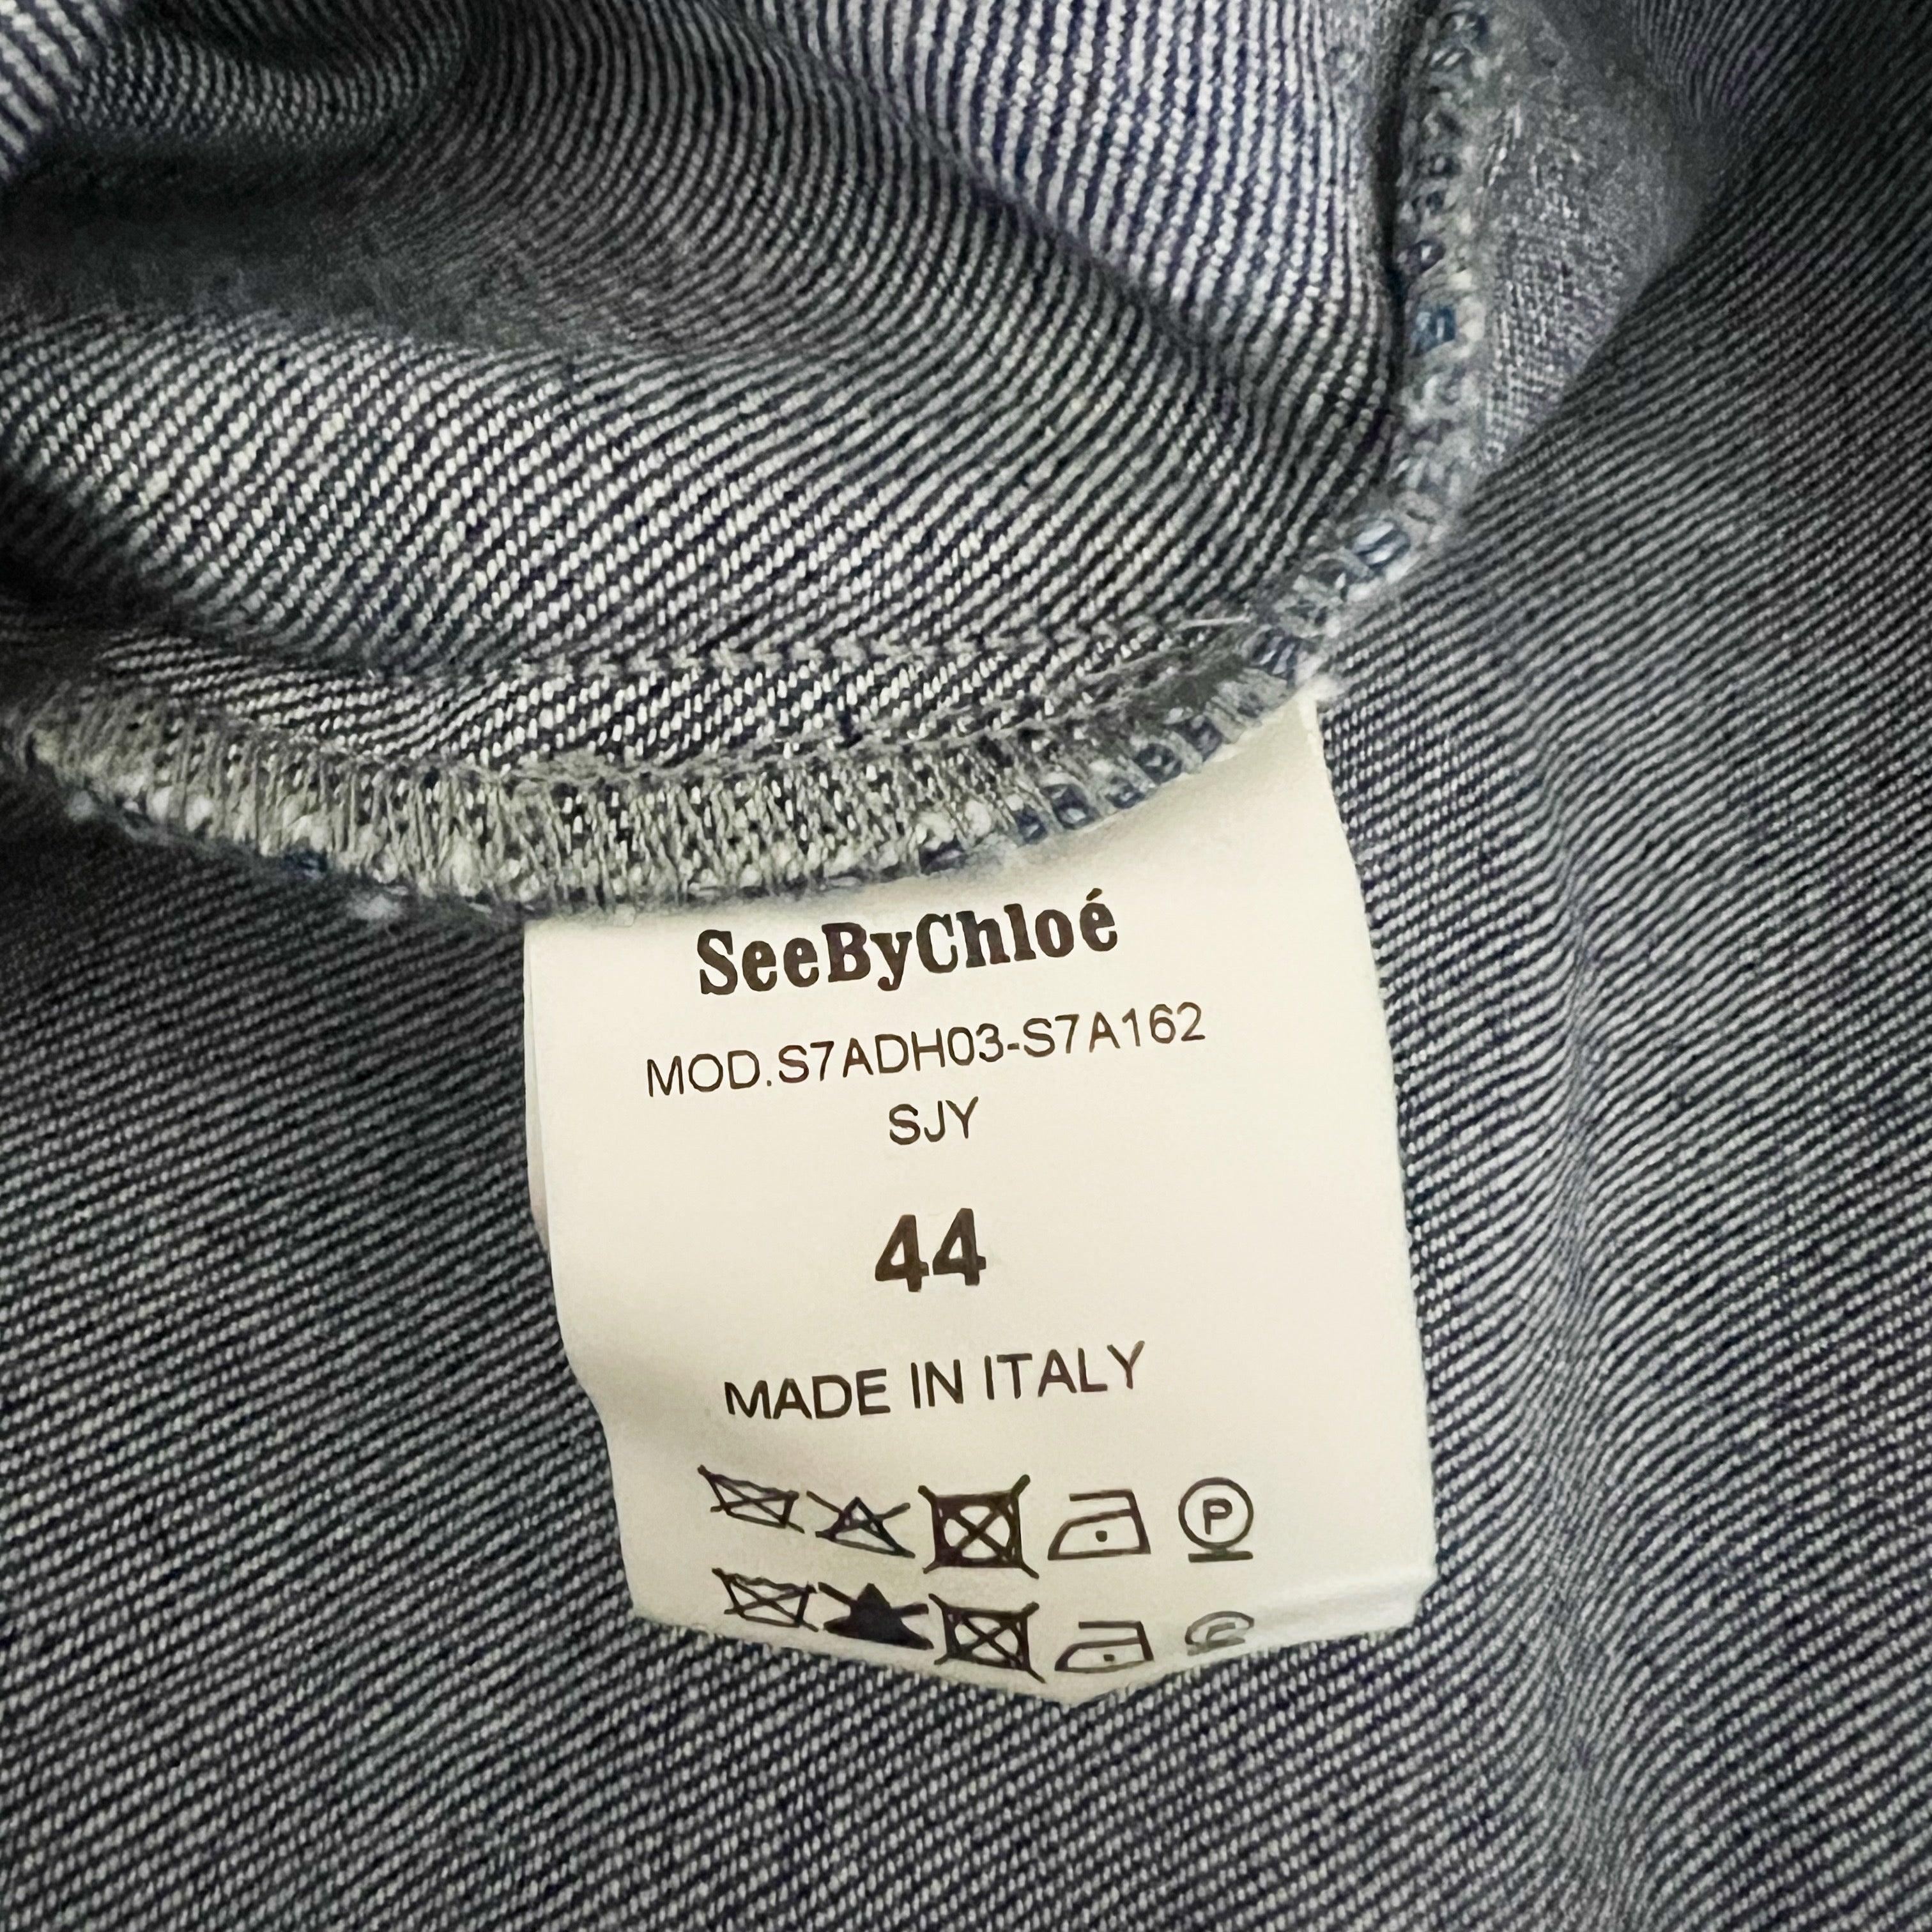 SeeByChloé
MOD.S7ADH03-S7A162
SJY
44
MADE IN ITALY
P